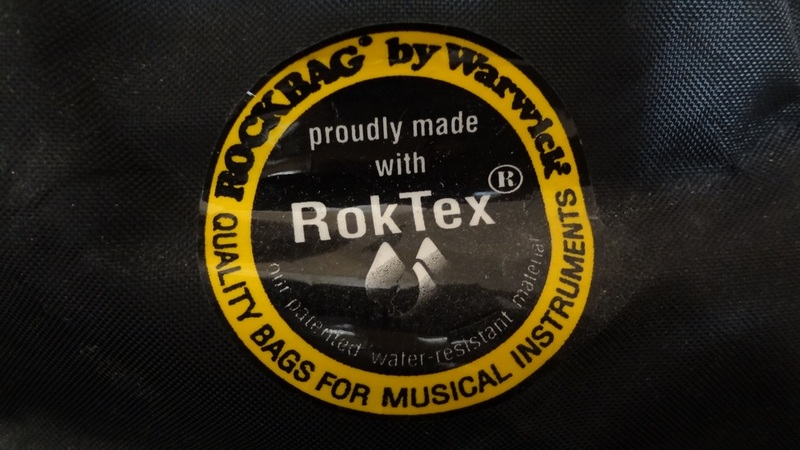 ROCKBAG® by Warwick®
proudly made
with
RokTex®
our patented water-resistant material
QUALITY BAGS FOR MUSICAL INSTRUMENTS